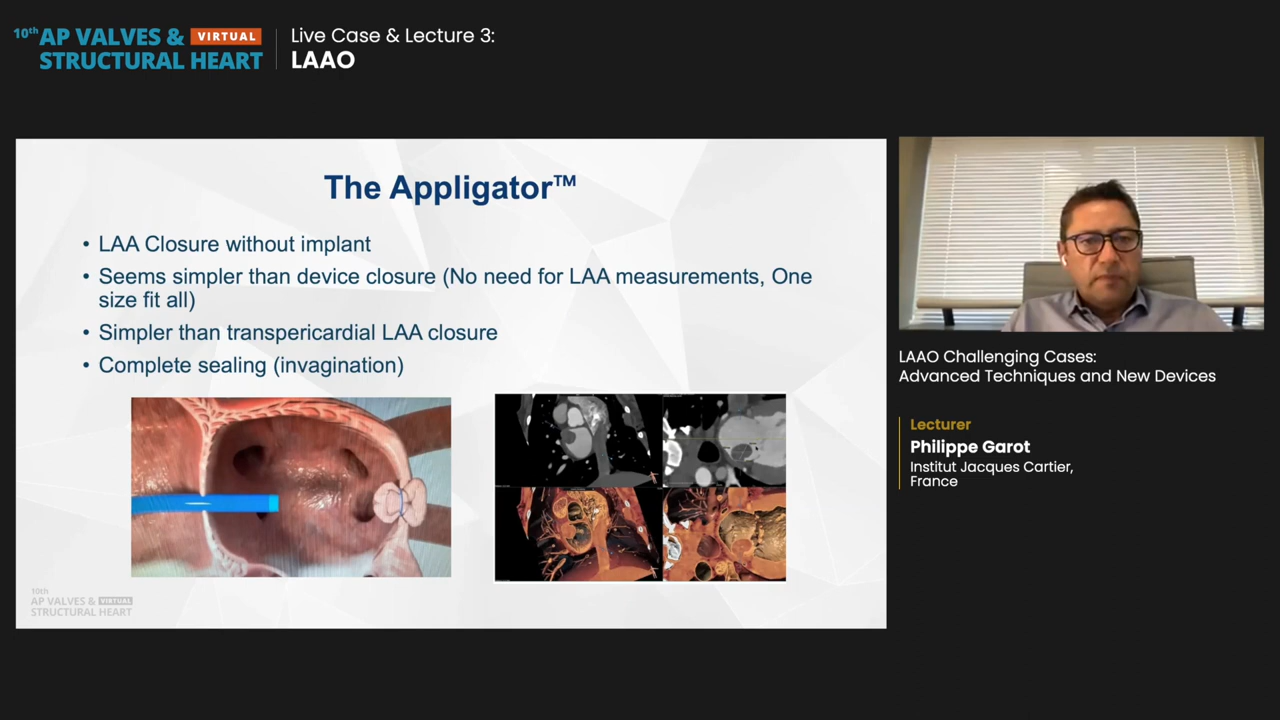 10th AP VALVES & VIRTUAL
STRUCTURAL HEART
Live Case & Lecture 3:
LAAO
The Appligator™
• LAA Closure without implant
• Seems simpler than device closure (No need for LAA measurements, One
size fit all)
• Simpler than transpericardial LAA closure
• Complete sealing (invagination)
10th
AP VALVES & VIRTUAL
STRUCTURAL HEART
LAAO Challenging Cases:
Advanced Techniques and New Devices
Lecturer
Philippe Garot
Institut Jacques Cartier,
France